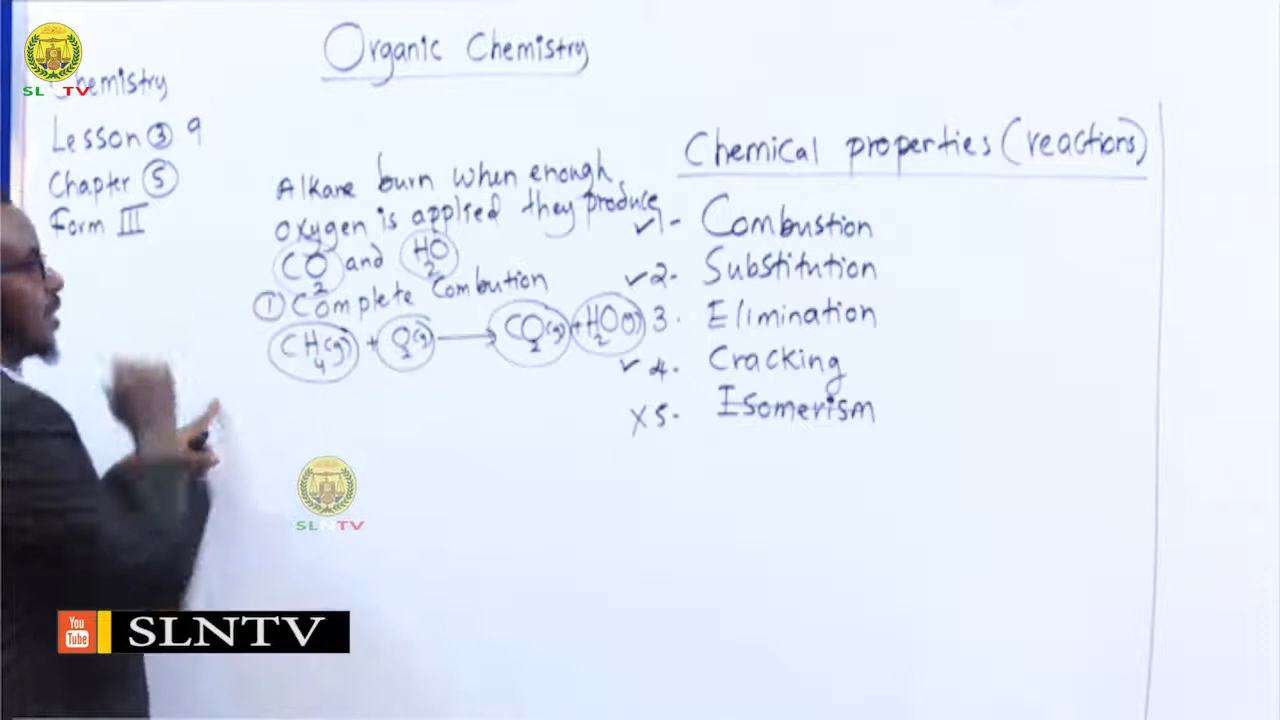 Organic Chemistry
SLNTV
Chemistry
Lesson ③ 9
Chapter ⑤
Form III
Alkane burn when enough
oxygen is applied they produce
CO2 and H2O
① Complete Combution
CH4(g) + O2(g) → CO2(g) + H2O(g)
Chemical properties (reactions)
✓1- Combustion
✓2- Substitution
3. Elimination
✓4. Cracking
X5- Isomerism
SLNTV
You
Tube
SLNTV